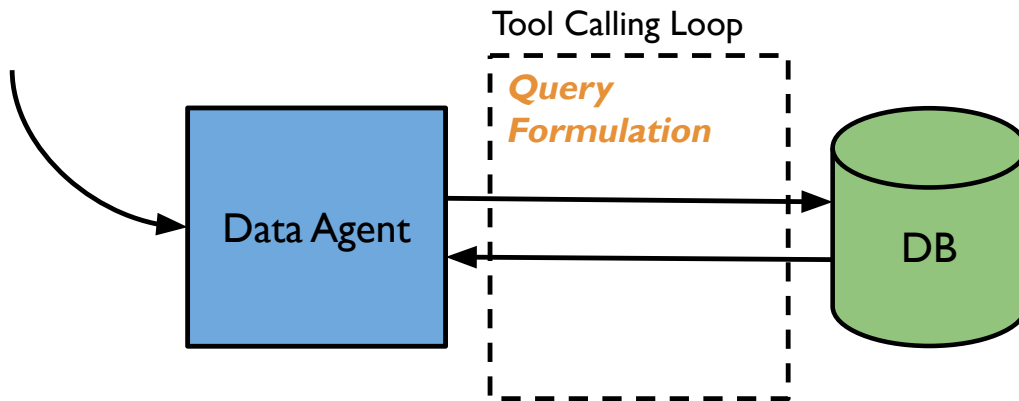 Tool Calling Loop
Query
Formulation
Data Agent
DB